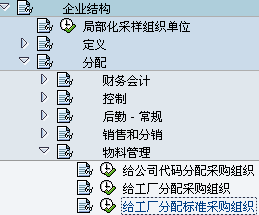 企业结构
局部化采样组织单位
定义
分配
财务会计
控制
后勤 - 常规
销售和分销
物料管理
给公司代码分配采购组织
给工厂分配采购组织
给工厂分配标准采购组织